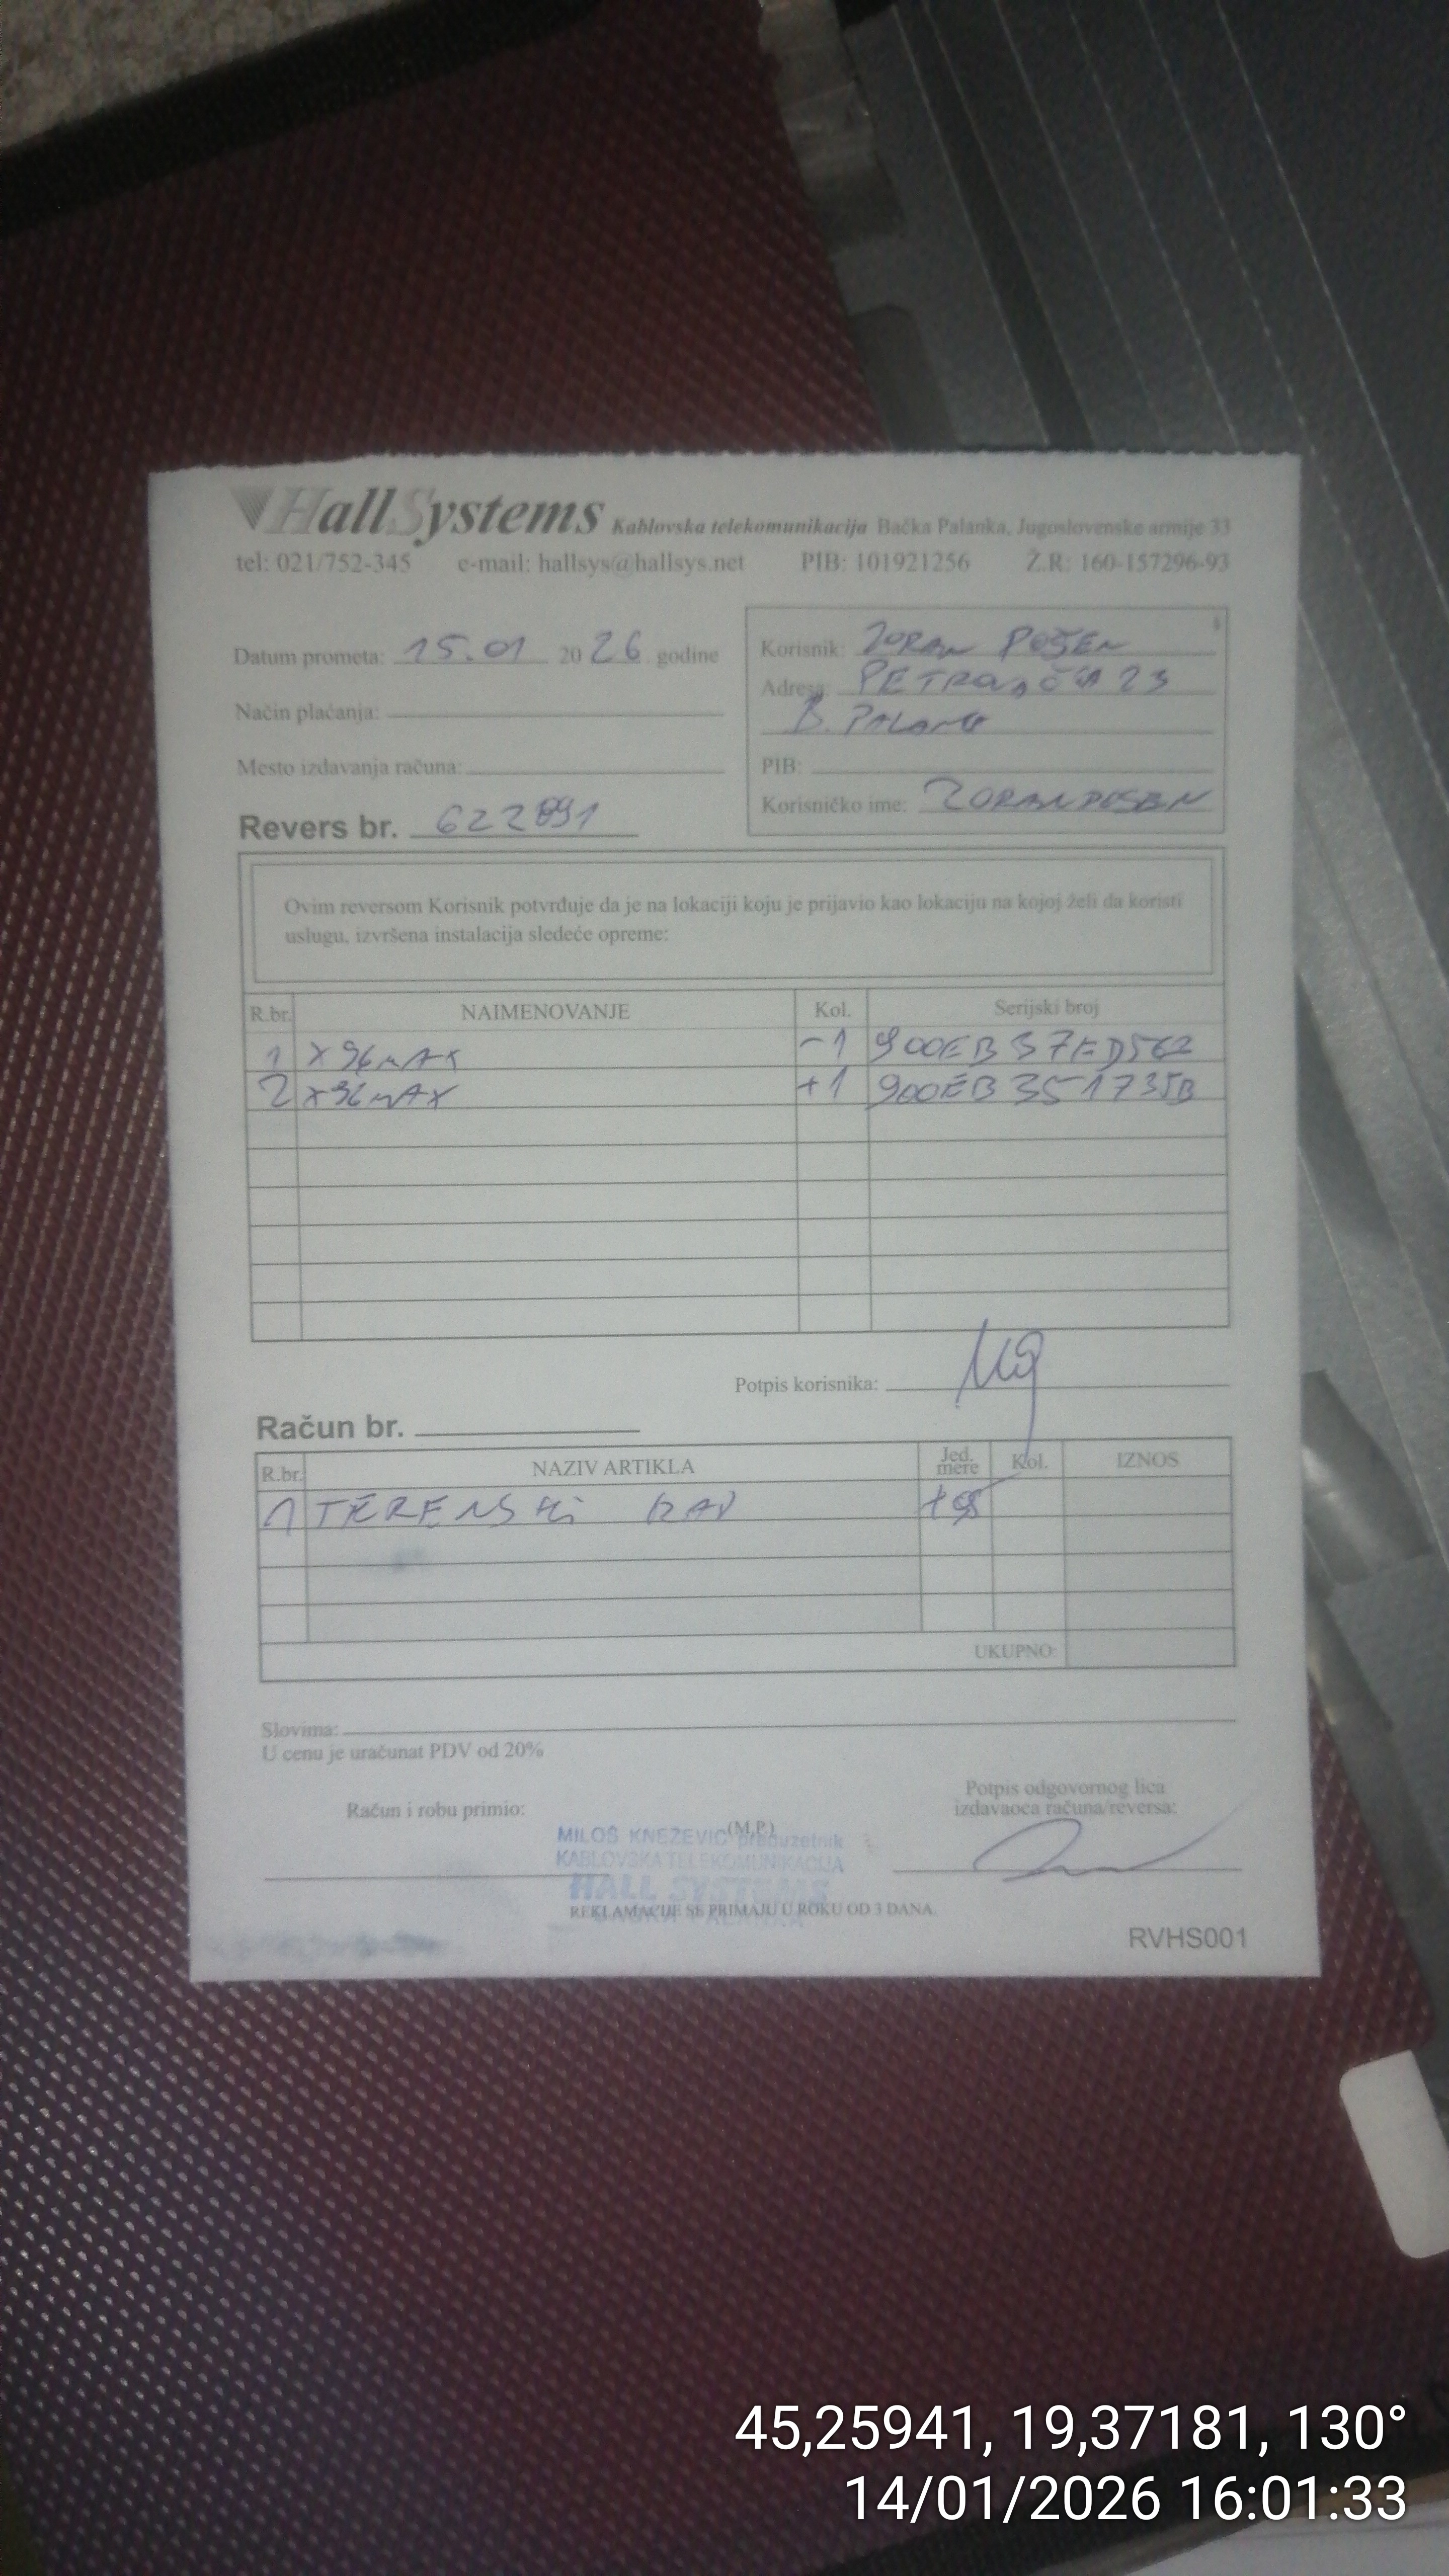 HallSystems Kablovska telekomunikacija Bačka Palanka, Jugoslovenske armije 33
tel: 021/752-345 e-mail: hallsys@hallsys.net PIB: 101921256 Ž.R: 160-157296-93
Datum prometa: 15.01 2026 godine
Način plaćanja:
Mesto izdavanja računa:
Revers br. 622891
Korisnik: ZORAN POŠEN
Adresa: 23
B. PALANKA
PIB:
Korisničko ime: ZORANPOSEN
Ovim reversom Korisnik potvrđuje da je na lokaciji koju je prijavio kao lokaciju na kojoj želi da koristi
uslugu, izvršena instalacija sledeće opreme:
R.br. NAIMENOVANJE Kol. Serijski broj
1 X96MAX -1 900EB37ED562
2 X96MAX +1 900EB351735B
Potpis korisnika:
Račun br.
R.br. NAZIV ARTIKLA Jed. mere Kol. IZNOS
1 TERENSKI RAD
UKUPNO:
Slovima:
U cenu je uračunat PDV od 20%
Račun i robu primio:
(M.P.)
Potpis odgovornog lica
izdavaoca računa/reversa:
MILOŠ KNEŽEVIĆ preduzetnik
KABLOVSKA TELEKOMUNIKACIJA
HALL SYSTEMS
REKLAMACIJE SE PRIMAJU U ROKU OD 3 DANA.
RVHS001
45,25941, 19,37181, 130°
14/01/2026 16:01:33